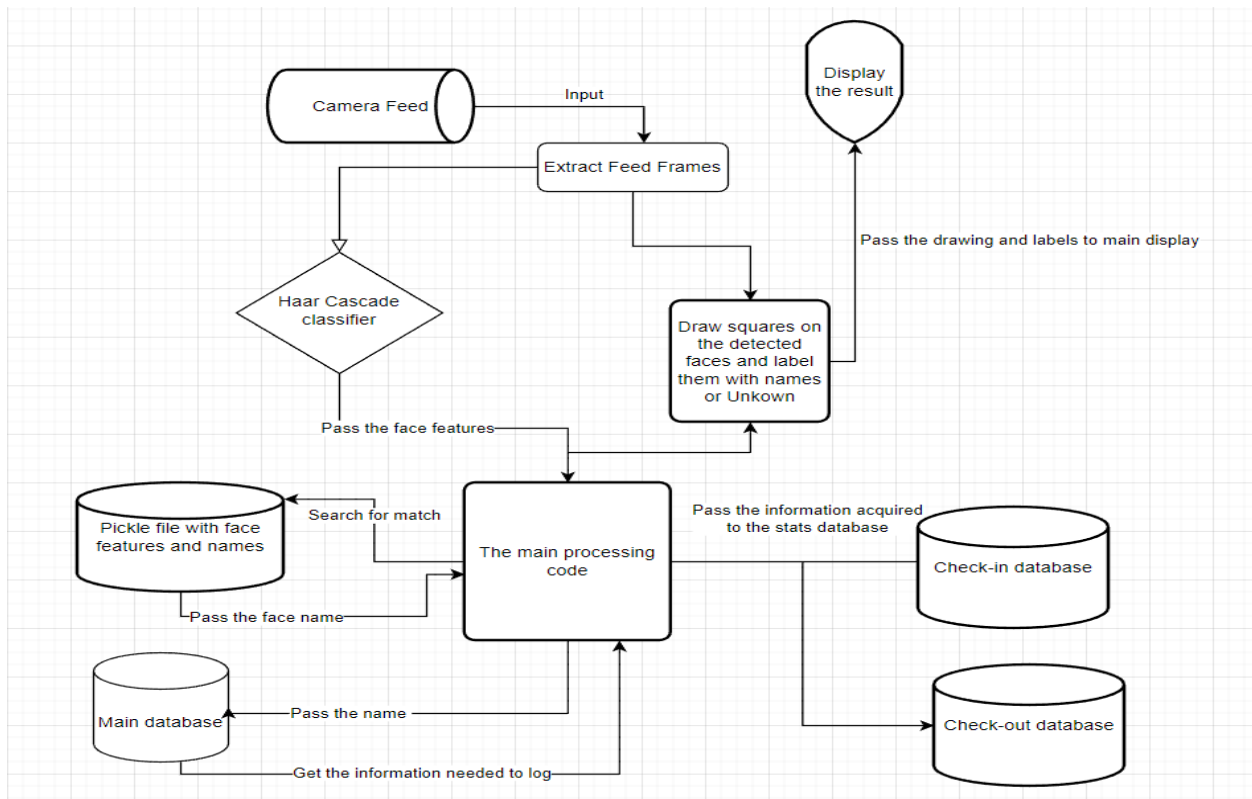 Display
the result
Camera Feed
Input
Extract Feed Frames
Pass the drawing and labels to main display
Haar Cascade
classifier
Draw squares on
the detected
faces and label
them with names
or Unkown
Pass the face features
Pickle file with face
features and names
Search for match
The main processing
code
Pass the information acquired
to the stats database
Check-in database
Pass the face name
Main database
Pass the name
Check-out database
Get the information needed to log